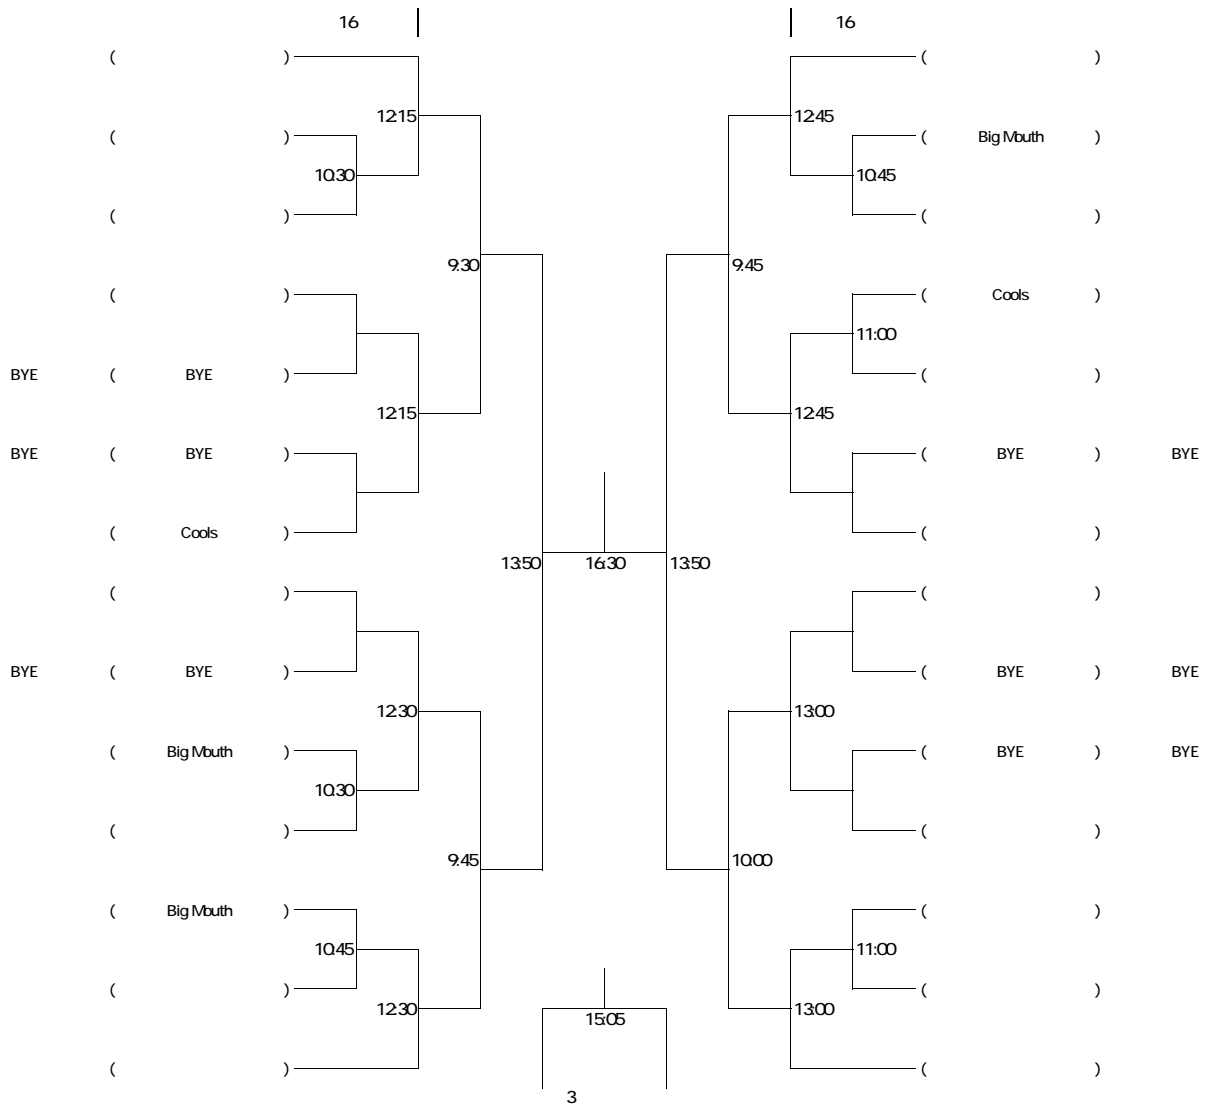 16 16
( ) ( )
12:15 12:45
( ) ( Big Mouth )
10:30 10:45
( ) ( )
9:30 9:45
( ) ( Cools )
11:00
BYE ( BYE ) ( )
12:15 12:45
BYE ( BYE ) ( BYE ) BYE
( Cools ) ( )
13:50 16:30 13:50
( ) ( )
BYE ( BYE ) ( BYE ) BYE
12:30 13:00
( Big Mouth ) ( BYE ) BYE
10:30
( ) ( )
9:45 10:00
( Big Mouth ) ( )
10:45 11:00
( ) ( )
12:30 13:00
15:05
( ) ( )
3